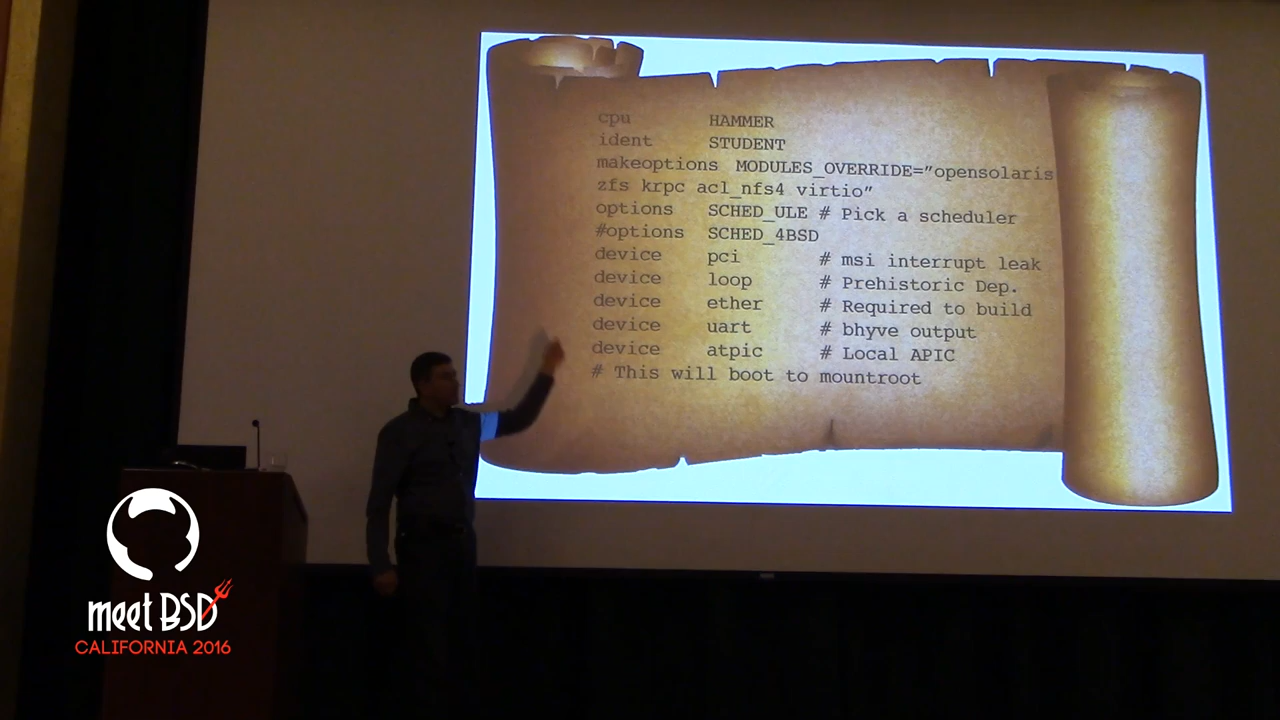 cpu HAMMER
ident STUDENT
makeoptions MODULES_OVERRIDE=”opensolaris
zfs krpc acl_nfs4 virtio”
options SCHED_ULE # Pick a scheduler
#options SCHED_4BSD
device pci # msi interrupt leak
device loop # Prehistoric Dep.
device ether # Required to build
device uart # bhyve output
device atpic # Local APIC
# This will boot to mountroot
meet BSD
CALIFORNIA 2016